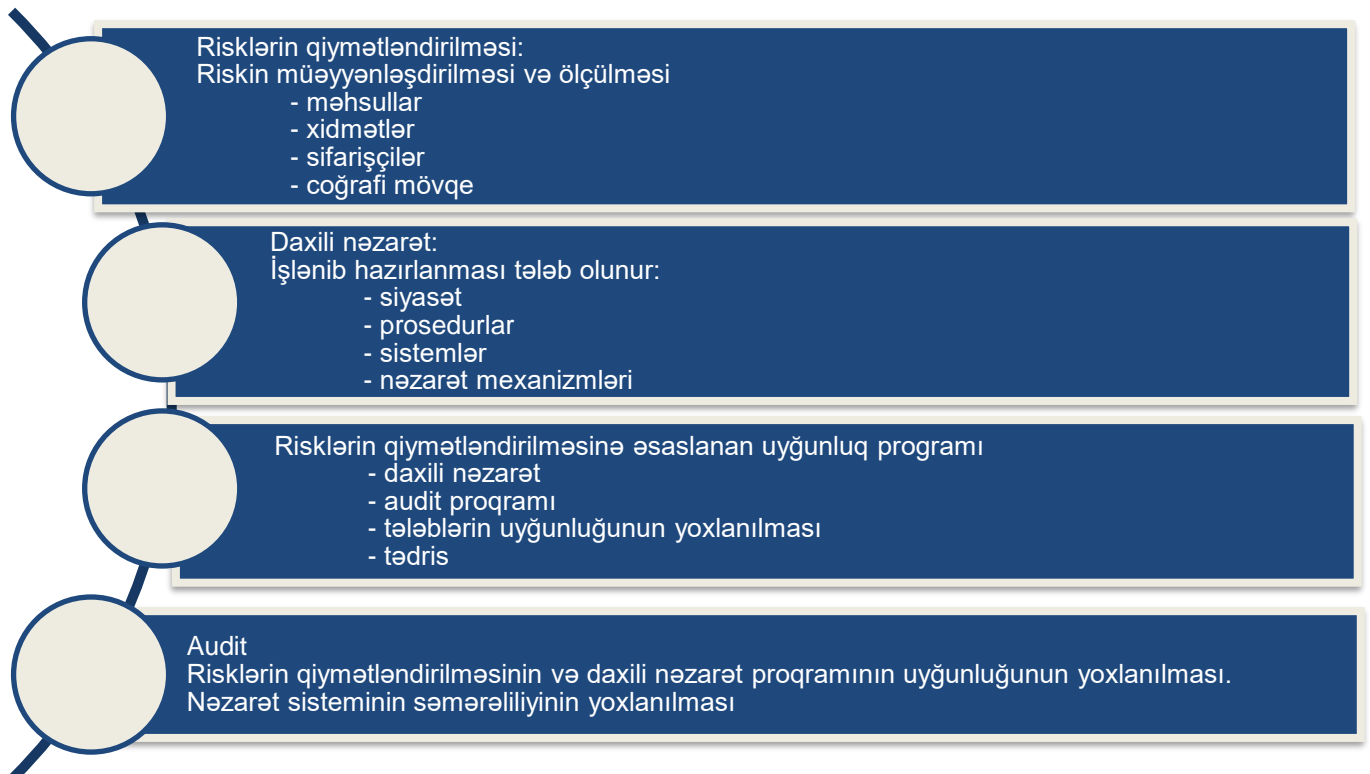 Risklərin qiymətləndirilməsi:
Riskin müəyyənləşdirilməsi və ölçülməsi
- məhsullar
- xidmətlər
- sifarişçilər
- coğrafi mövqe
Daxili nəzarət:
İşlənib hazırlanması tələb olunur:
- siyasət
- prosedurlar
- sistemlər
- nəzarət mexanizmləri
Risklərin qiymətləndirilməsinə əsaslanan uyğunluq programı
- daxili nəzarət
- audit proqramı
- tələblərin uyğunluğunun yoxlanılması
- tədris
Audit
Risklərin qiymətləndirilməsinin və daxili nəzarət proqramının uyğunluğunun yoxlanılması.
Nəzarət sisteminin səmərəliliyinin yoxlanılması